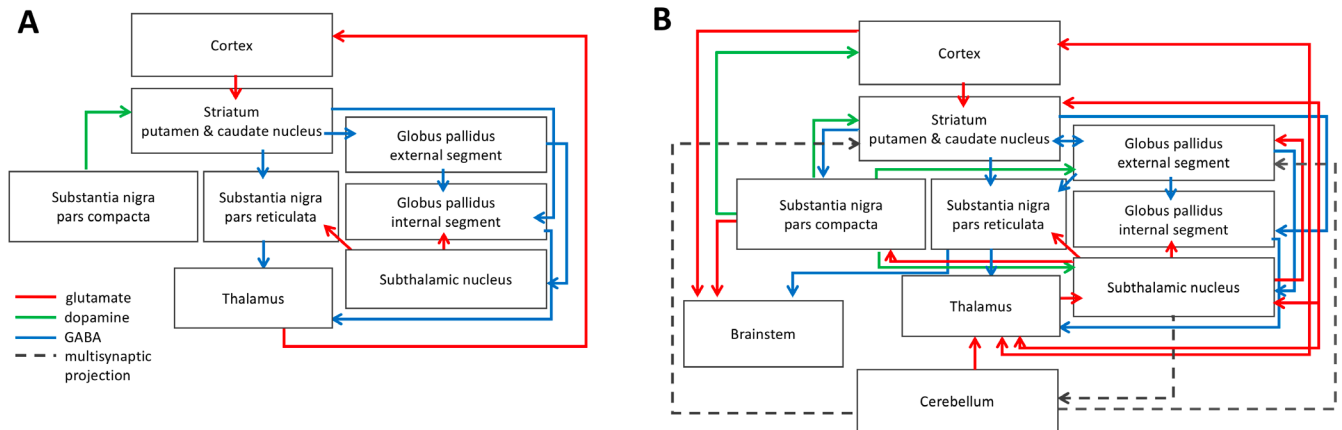 A
Cortex
Striatum
putamen & caudate nucleus
Globus pallidus
external segment
Substantia nigra
pars compacta
Substantia nigra
pars reticulata
Globus pallidus
internal segment
Subthalamic nucleus
Thalamus
glutamate
dopamine
GABA
multisynaptic
projection
B
Cortex
Striatum
putamen & caudate nucleus
Globus pallidus
external segment
Substantia nigra
pars compacta
Substantia nigra
pars reticulata
Globus pallidus
internal segment
Subthalamic nucleus
Thalamus
Brainstem
Cerebellum